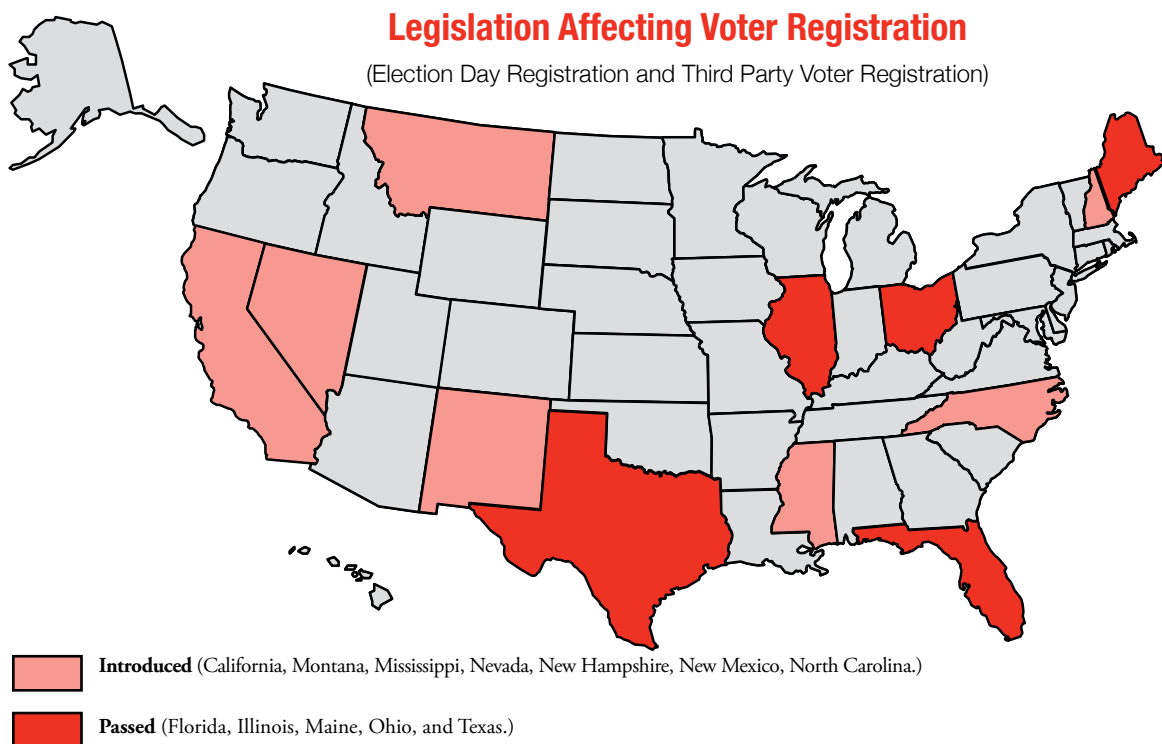 Legislation Affecting Voter Registration
(Election Day Registration and Third Party Voter Registration)
Introduced (California, Montana, Mississippi, Nevada, New Hampshire, New Mexico, North Carolina.)
Passed (Florida, Illinois, Maine, Ohio, and Texas.)